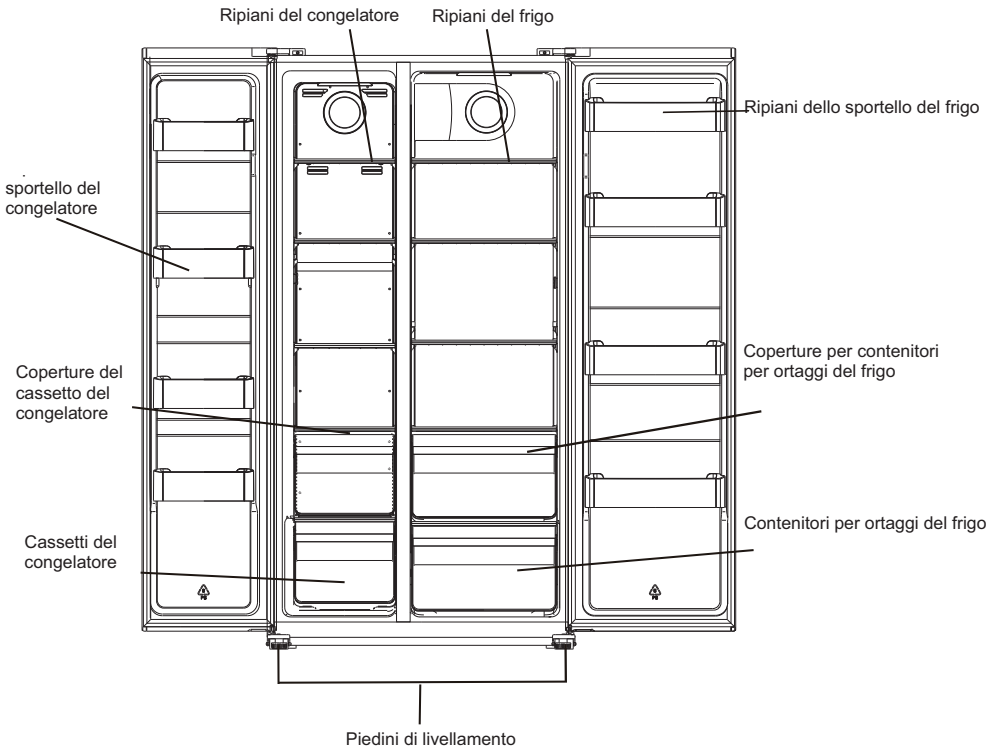 Ripiani del congelatore
Ripiani del frigo
Ripiani dello sportello del frigo
sportello del
congelatore
Coperture per contenitori
per ortaggi del frigo
Coperture del
cassetto del
congelatore
Contenitori per ortaggi del frigo
Cassetti del
congelatore
Piedini di livellamento